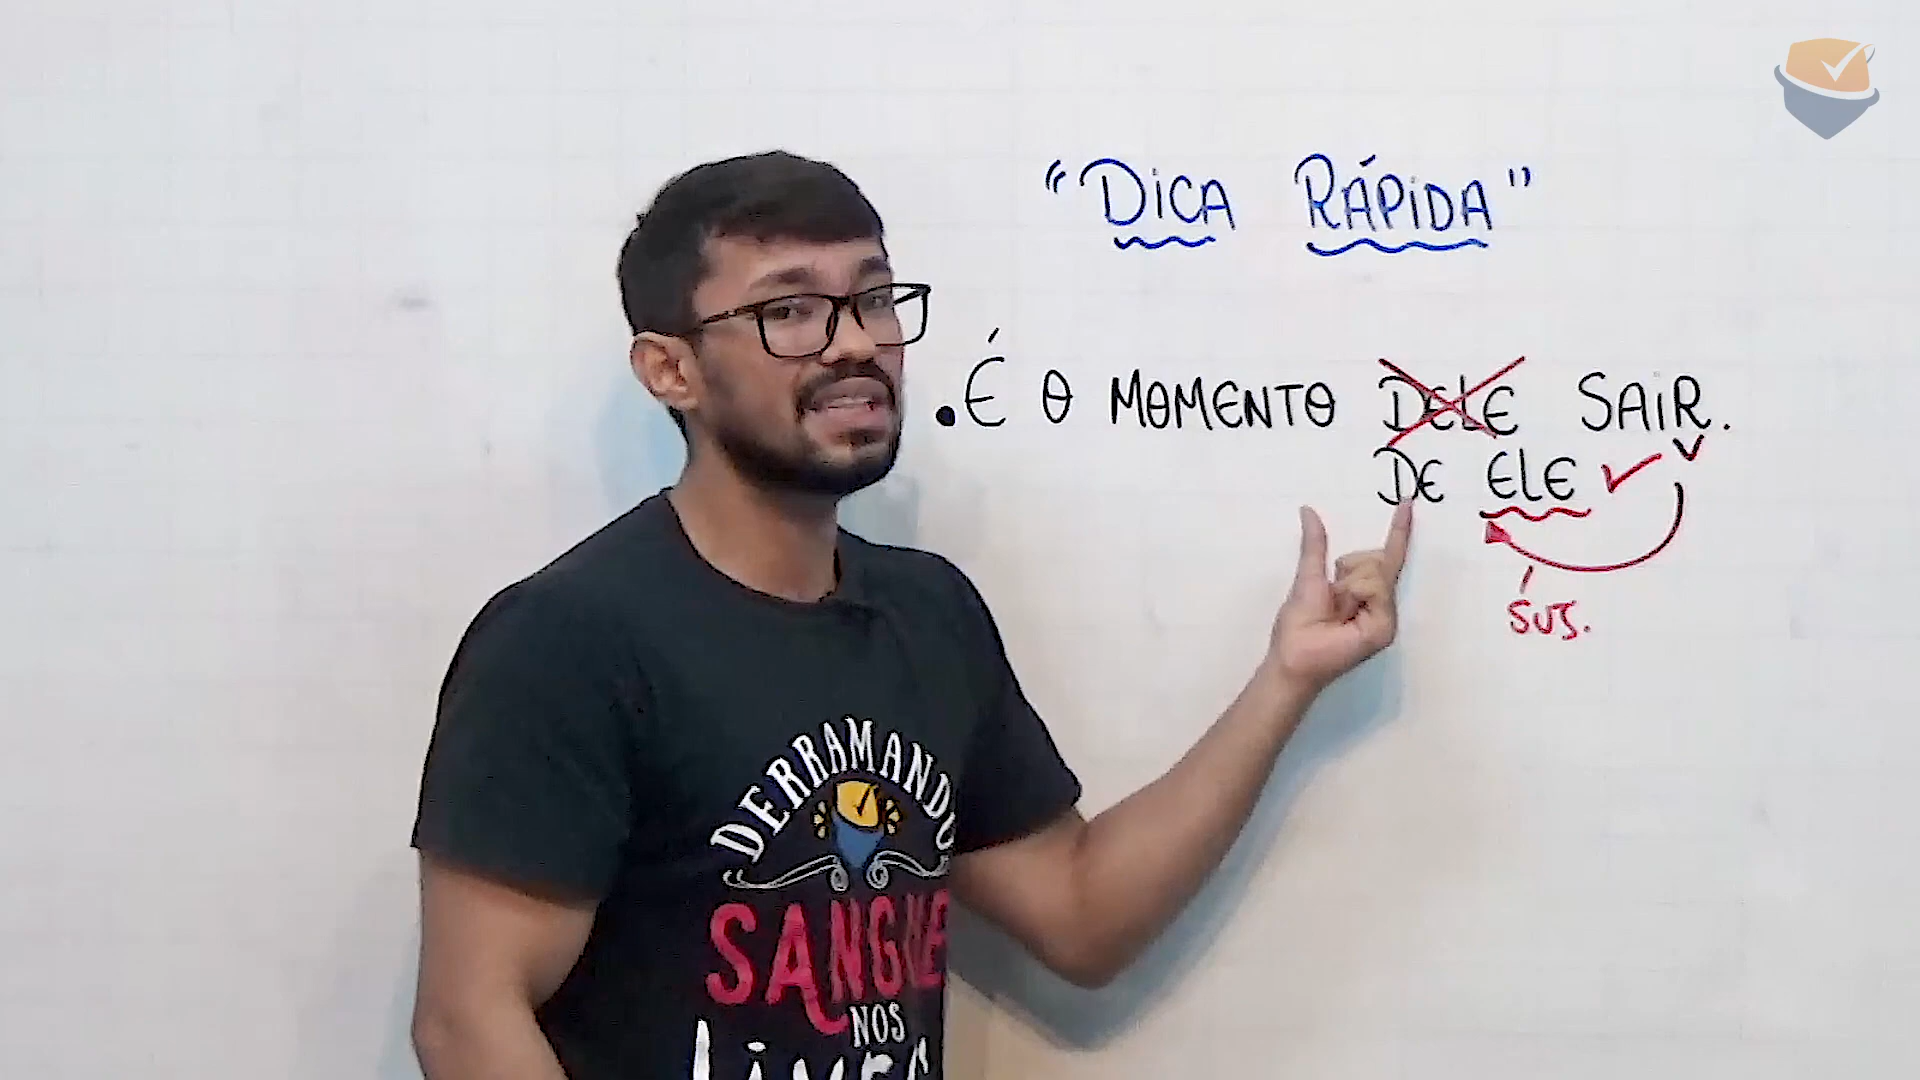 "DICA RÁPIDA"
• É O MOMENTO DELE SAIR.
DE ELE ✓
V
SUJ.
DERRAMANDO
SANGUE
NOS